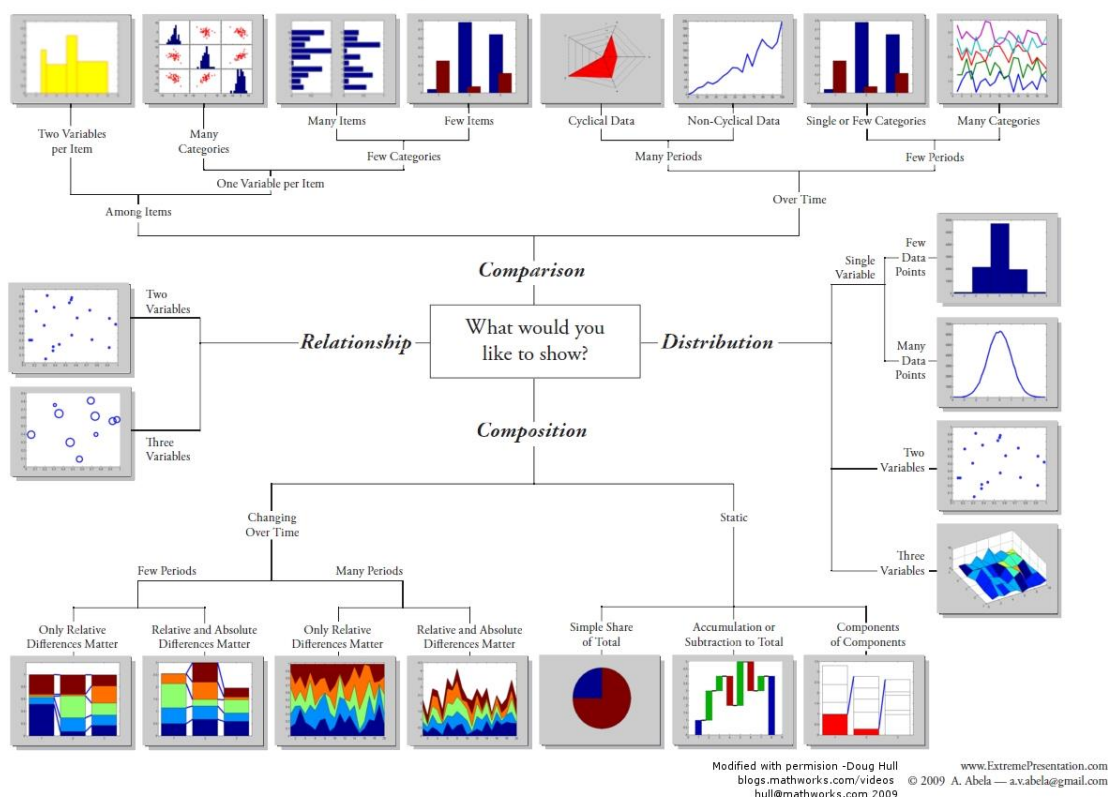 Two Variables
per Item
Many
Categories
Many Items
Few Items
Cyclical Data
Non-Cyclical Data
Single or Few Categories
Many Categories
Few Categories
Many Periods
Few Periods
One Variable per Item
Among Items
Over Time
Comparison
Single
Variable
Few
Data
Points
Two
Variables
Relationship
What would you
like to show?
Distribution
Many
Data
Points
Three
Variables
Composition
Two
Variables
Changing
Over Time
Static
Three
Variables
Few Periods
Many Periods
Only Relative
Differences Matter
Relative and Absolute
Differences Matter
Only Relative
Differences Matter
Relative and Absolute
Differences Matter
Simple Share
of Total
Accumulation or
Subtraction to Total
Components
of Components
Modified with permision -Doug Hull
blogs.mathworks.com/videos
hull@mathworks.com 2009
www.ExtremePresentation.com
© 2009 A. Abela — a.v.abela@gmail.com